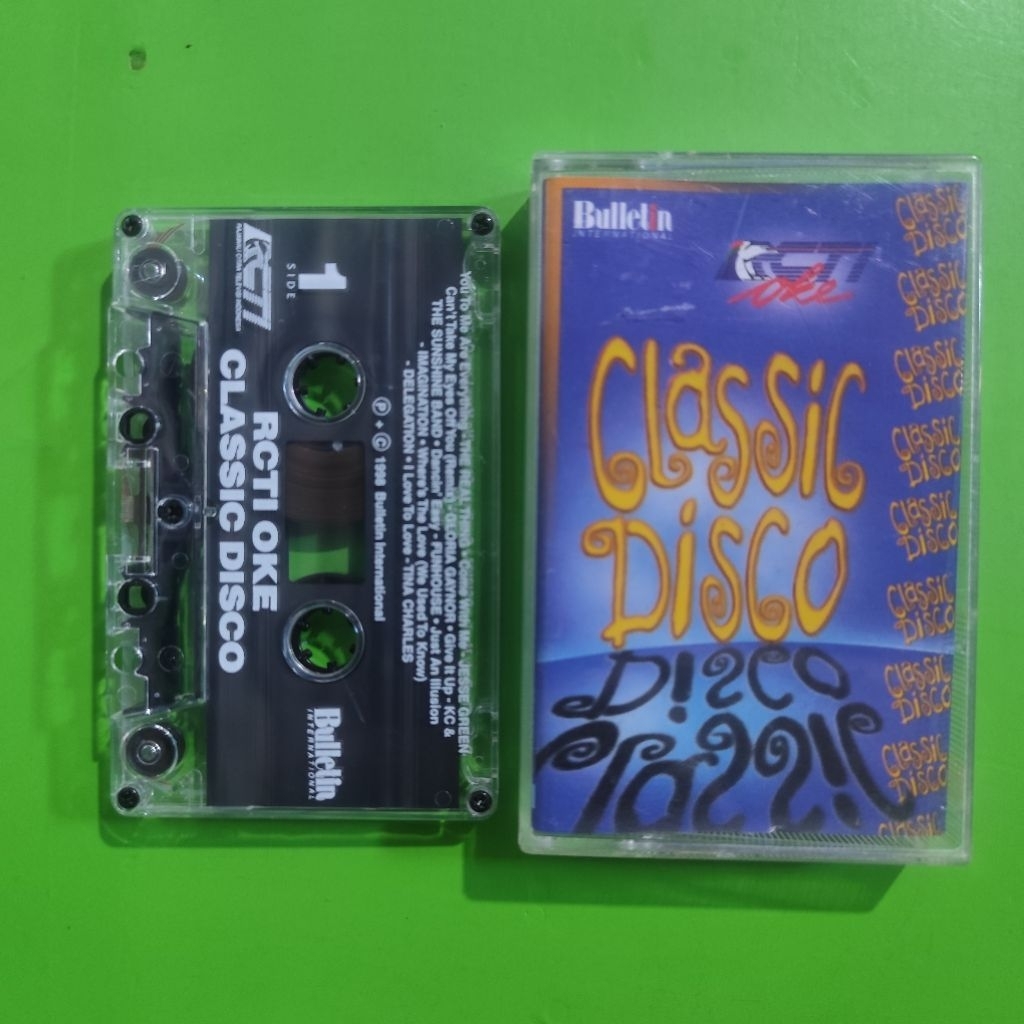 RCTI
1
SIDE
You To Me Are Everything - THE REAL THING • Come With Me - JESSE GREEN
Can't Take My Eyes Off You (Remix) - GLORIA GAYNOR • Give It Up - KC &
THE SUNSHINE BAND • Dancin' Easy - FUNHOUSE • Just An Illusion
- IMAGINATION • Where's The Love (We Used To Know)
- DELEGATION • I Love To Love - TINA CHARLES
Ⓟ + © 1998 Bulletin International
RCTI OKE
CLASSIC DISCO
Bulletin
INTERNATIONAL
Bulletin
INTERNATIONAL
RCTI
oke
Classic
Disco
Disco
Classic
Classic
Disco
Classic
Disco
Classic
Disco
Classic
Disco
Classic
Disco
Classic
Disco
Classic
Disco
Classic
Disco
Classic